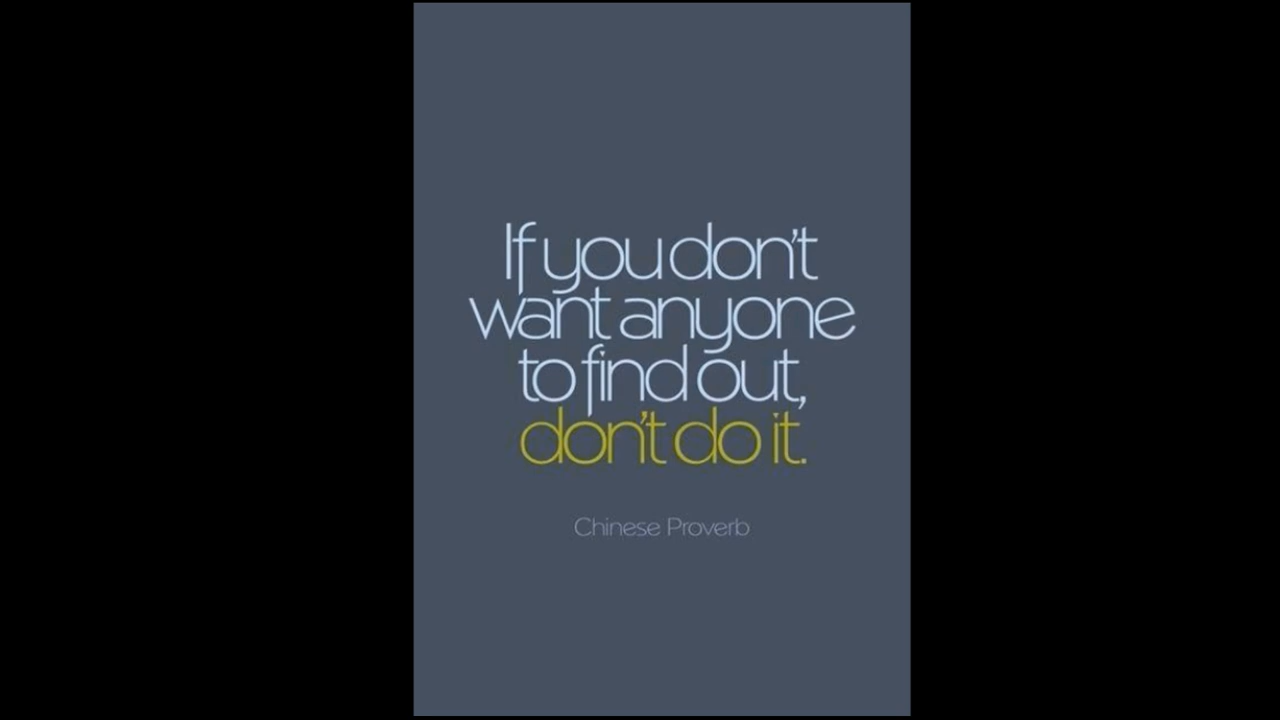 If you don't
want anyone
to find out,
don't do it.
Chinese Proverb